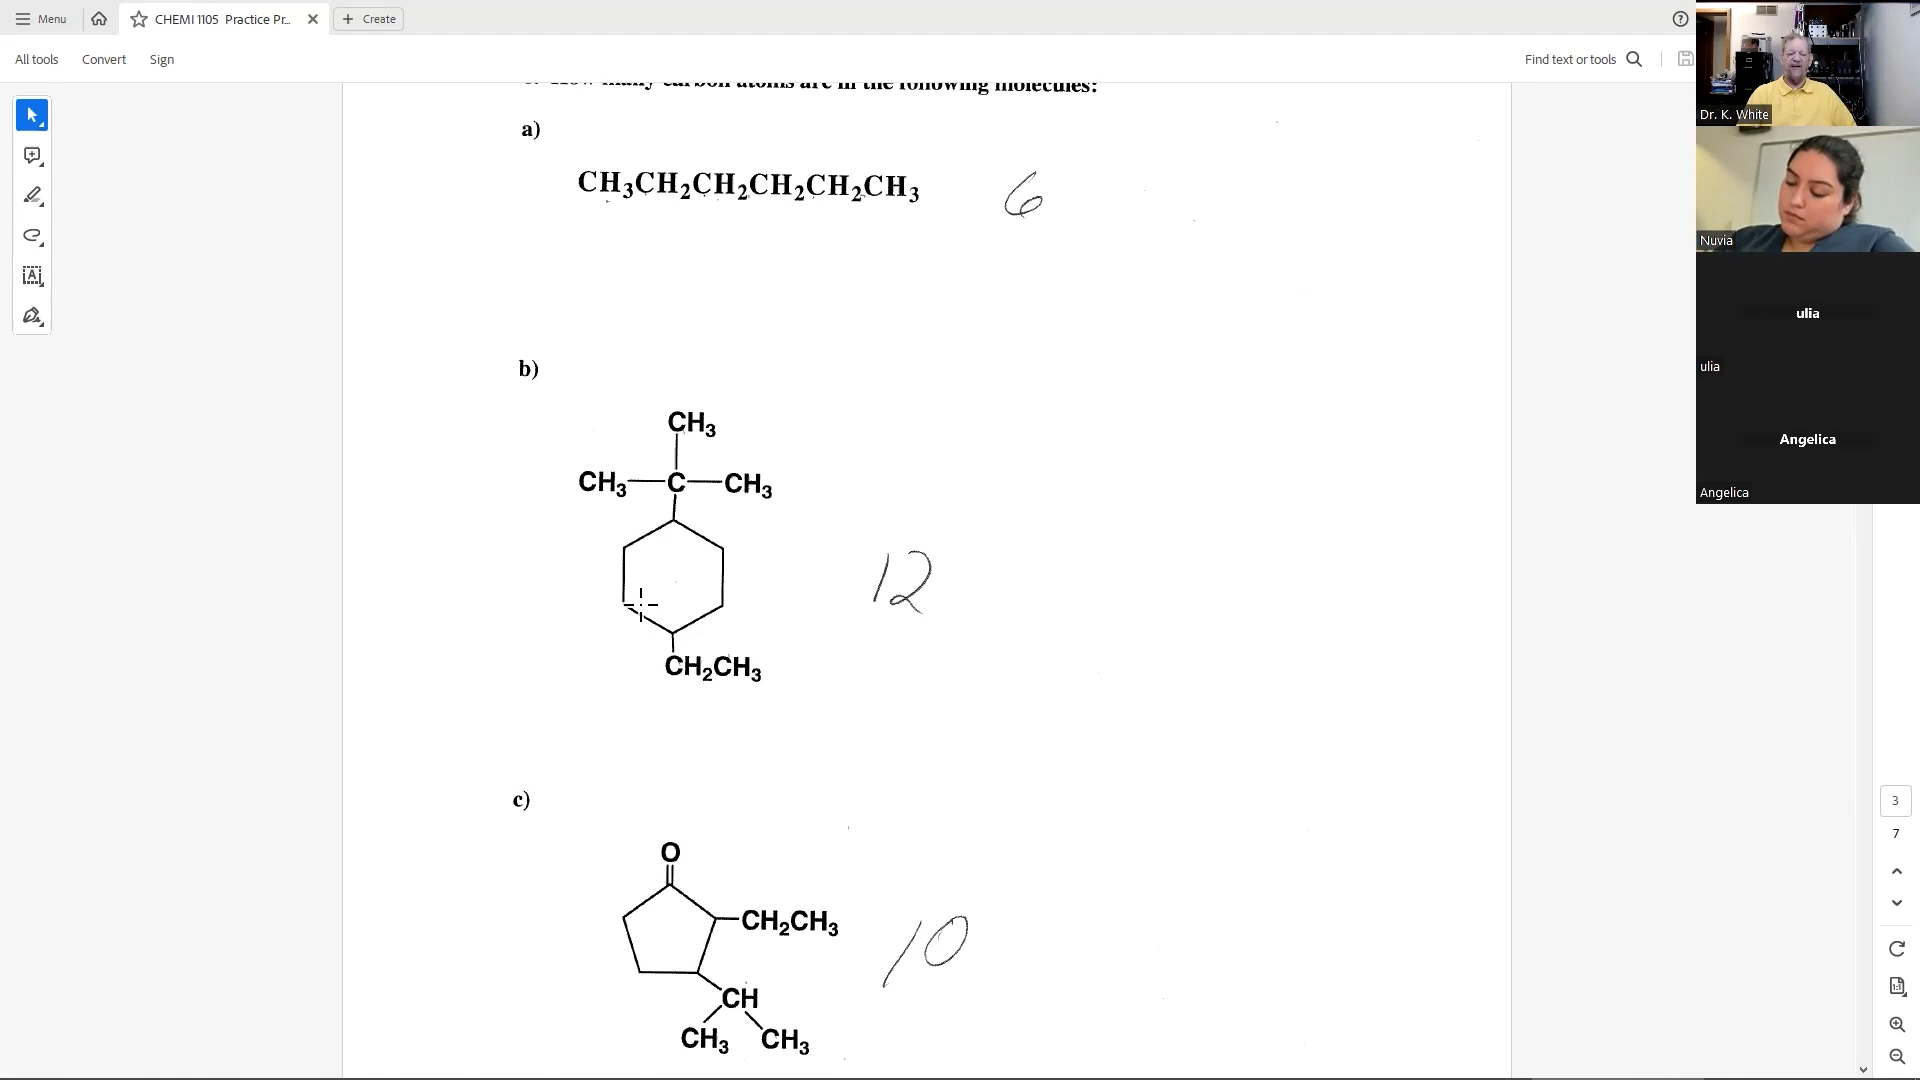 Menu
CHEMI 1105 Practice Pr...
Create
All tools
Convert
Sign
Find text or tools
How many carbon atoms are in the following molecules:
a)
CH₃CH₂CH₂CH₂CH₂CH₃
6
b)
CH₃
CH₃—C—CH₃
12
CH₂CH₃
c)
O
CH₂CH₃
10
CH
CH₃ CH₃
Dr. K. White
Nuvia
ulia
ulia
Angelica
Angelica
3
7
1:1